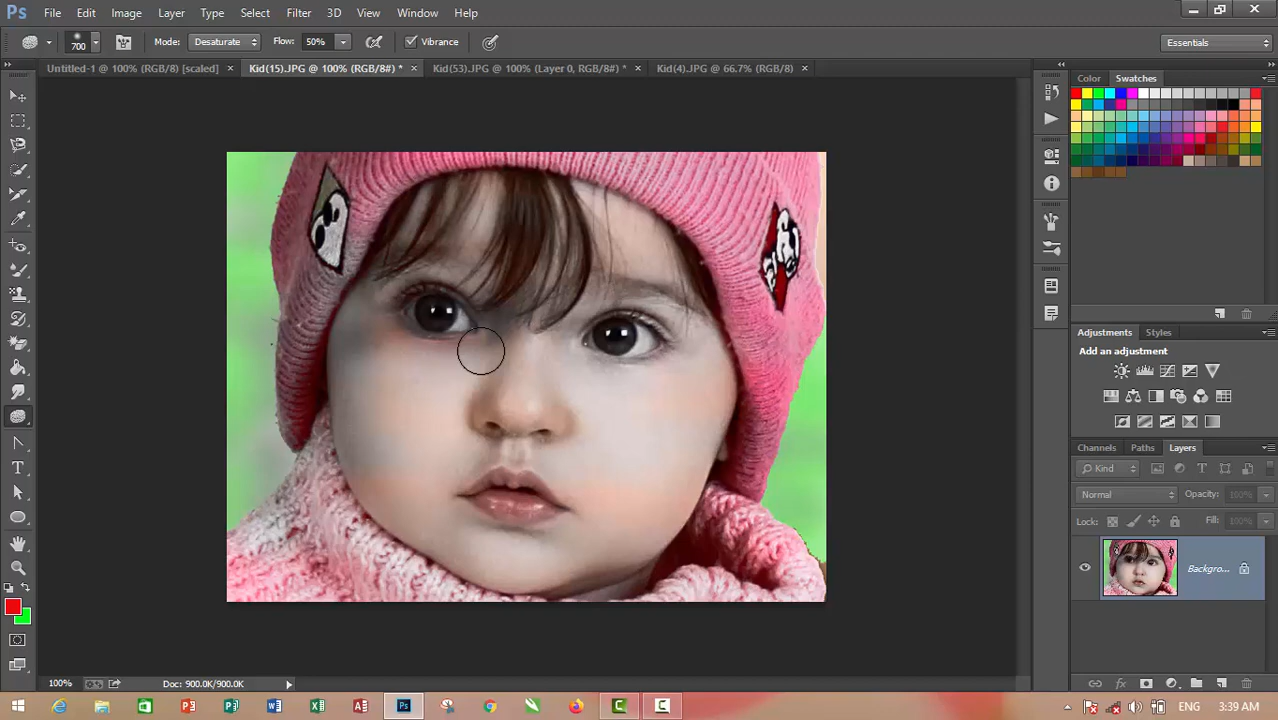 Ps File Edit Image Layer Type Select Filter 3D View Window Help
700 Mode: Desaturate Flow: 50% Vibrance Essentials
Untitled-1 @ 100% (RGB/8) [scaled] × Kid(15).JPG @ 100% (RGB/8#) * × Kid(53).JPG @ 100% (Layer 0, RGB/8#) * × Kid(4).JPG @ 66.7% (RGB/8) ×
Color Swatches
Adjustments Styles
Add an adjustment
Channels Paths Layers
Kind
Normal Opacity: 100%
Lock: Fill: 100%
Backgro...
100% Doc: 900.0K/900.0K
ENG 3:39 AM